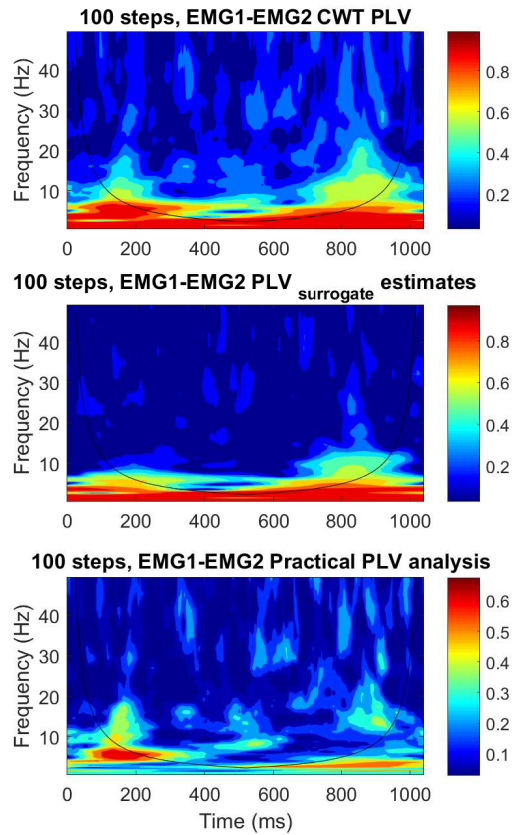 100 steps, EMG1-EMG2 CWT PLV
Frequency (Hz)
40
30
20
10
0 200 400 600 800 1000
0.8
0.6
0.4
0.2
100 steps, EMG1-EMG2 PLV surrogate estimates
Frequency (Hz)
40
30
20
10
0 200 400 600 800 1000
0.8
0.6
0.4
0.2
100 steps, EMG1-EMG2 Practical PLV analysis
Frequency (Hz)
40
30
20
10
0 200 400 600 800 1000
Time (ms)
0.6
0.5
0.4
0.3
0.2
0.1